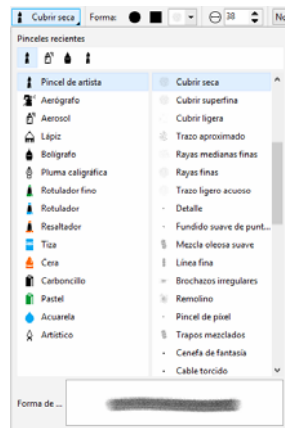 Cubrir seca Forma: 38 No
Pinceles recientes
Pincel de artista
Aerógrafo
Aerosol
Lápiz
Bolígrafo
Pluma caligráfica
Rotulador fino
Rotulador
Resaltador
Tiza
Cera
Carboncillo
Pastel
Acuarela
Artístico
Cubrir seca
Cubrir superfina
Cubrir ligera
Trazo aproximado
Rayas medianas finas
Rayas finas
Trazo ligero acuoso
Detalle
Fundido suave de punt...
Mezcla oleosa suave
Línea fina
Brochazos irregulares
Remolino
Pincel de píxel
Trapos mezclados
Cenefa de fantasía
Cable torcido
Forma de ...